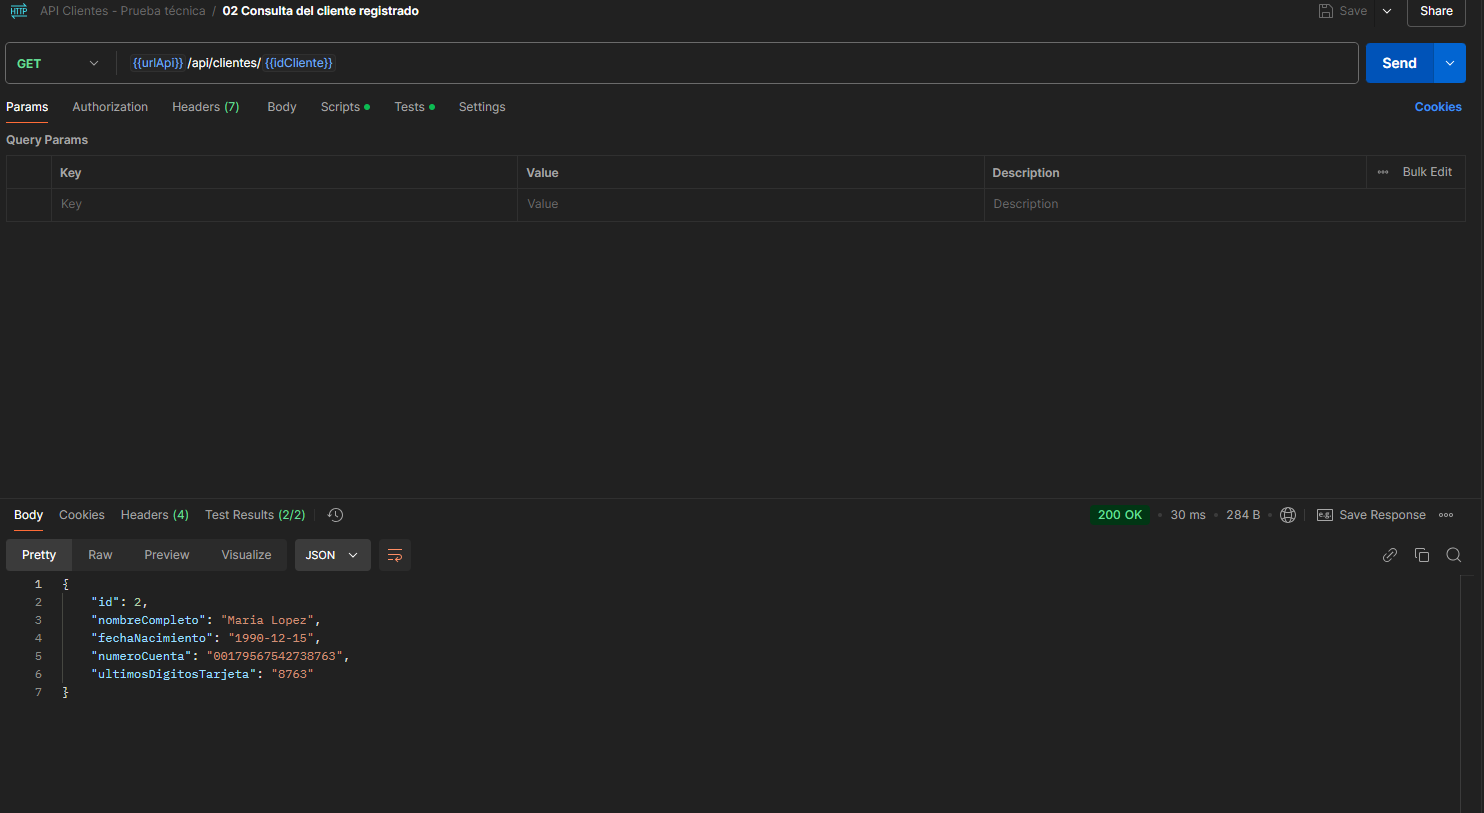 HTTP API Clientes - Prueba técnica / 02 Consulta del cliente registrado Save Share
GET {{urlApi}} /api/clientes/ {{idCliente}} Send
Params Authorization Headers (7) Body Scripts Tests Settings Cookies
Query Params
Key Value Description Bulk Edit
Key Value Description
Body Cookies Headers (4) Test Results (2/2) 200 OK 30 ms 284 B e.g. Save Response
Pretty Raw Preview Visualize JSON
1 {
2 "id": 2,
3 "nombreCompleto": "Maria Lopez",
4 "fechaNacimiento": "1990-12-15",
5 "numeroCuenta": "00179567542738763",
6 "ultimosDigitosTarjeta": "8763"
7 }